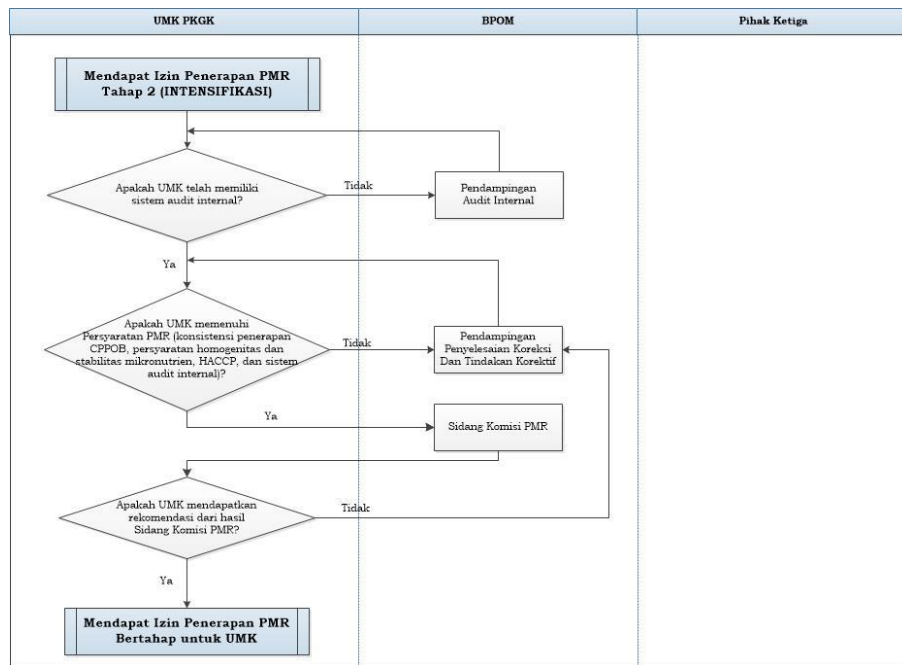 UMK PKGK
BPOM
Pihak Ketiga
Mendapat Izin Penerapan PMR
Tahap 2 (INTENSIFIKASI)
Apakah UMK telah memiliki
sistem audit internal?
Tidak
Pendampingan
Audit Internal
Ya
Apakah UMK memenuhi
Persyaratan PMR (konsistensi penerapan
CPPOB, persyaratan homogenitas dan
stabilitas mikronutrien, HACCP, dan sistem
audit internal)?
Tidak
Pendampingan
Penyelesaian Koreksi
Dan Tindakan Korektif
Ya
Sidang Komisi PMR
Apakah UMK mendapatkan
rekomendasi dari hasil
Sidang Komisi PMR?
Tidak
Ya
Mendapat Izin Penerapan PMR
Bertahap untuk UMK